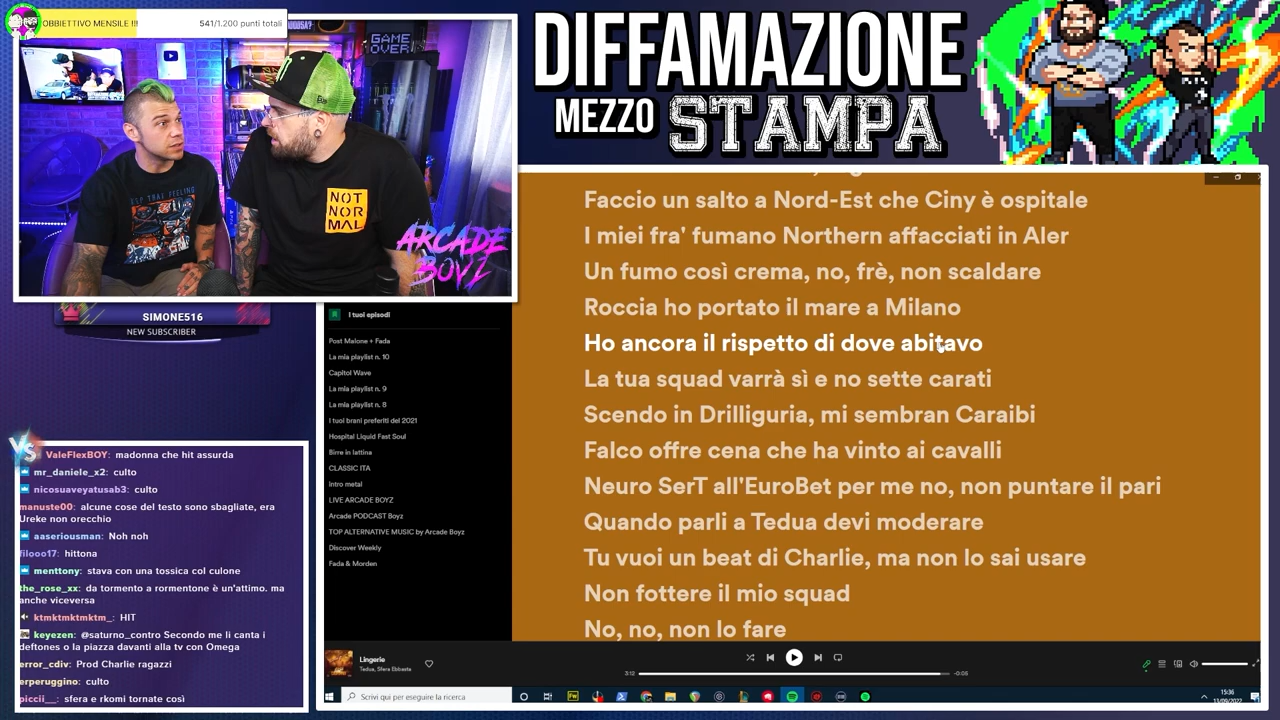 OBBIETTIVO MENSILE !!!
541/1.200 punti totali
GAME
OVER
NOT
NOR
MAL
ARCADE
BOYZ
DIFFAMAZIONE
MEZZO STAMPA
SIMONE516
NEW SUBSCRIBER
Faccio un salto a Nord-Est che Ciny è ospitale
I miei fra' fumano Northern affacciati in Aler
Un fumo così crema, no, frè, non scaldare
Roccia ho portato il mare a Milano
Ho ancora il rispetto di dove abitavo
La tua squad varrà sì e no sette carati
Scendo in Drilliguria, mi sembran Caraibi
Falco offre cena che ha vinto ai cavalli
Neuro SerT all'EuroBet per me no, non puntare il pari
Quando parli a Tedua devi moderare
Tu vuoi un beat di Charlie, ma non lo sai usare
Non fottere il mio squad
No, no, non lo fare
I tuoi episodi
Post Malone + Fada
La mia playlist n. 10
Capitol Wave
La mia playlist n. 9
La mia playlist n. 8
I tuoi brani preferiti del 2021
Hospital Liquid Fast Soul
Birre in lattina
CLASSIC ITA
Intro metal
LIVE ARCADE BOYZ
Arcade PODCAST Boyz
TOP ALTERNATIVE MUSIC by Arcade Boyz
Discover Weekly
Fada & Morden
VS
ValeFlexBOY: madonna che hit assurda
mr_daniele_x2: culto
nicosuaveyatusab3: culto
manuste00: alcune cose del testo sono sbagliate, era
Ureke non orecchio
aaseriousman: Noh noh
filooo17: hittona
menttony: stava con una tossica col culone
the_rose_xx: da tormento a rormentone è un'attimo. ma
anche viceversa
ktmktmktmktm_: HIT
keyezen: @saturno_contro Secondo me li canta i
deftones o la piazza davanti alla tv con Omega
error_cdiv: Prod Charlie ragazzi
erperuggino: culto
piccii__: sfera e rkomi tornate così
Lingerie
Tedua, Sfera Ebbasta
3:12
-0:06
Scrivi qui per eseguire la ricerca
15:36
13/09/2022